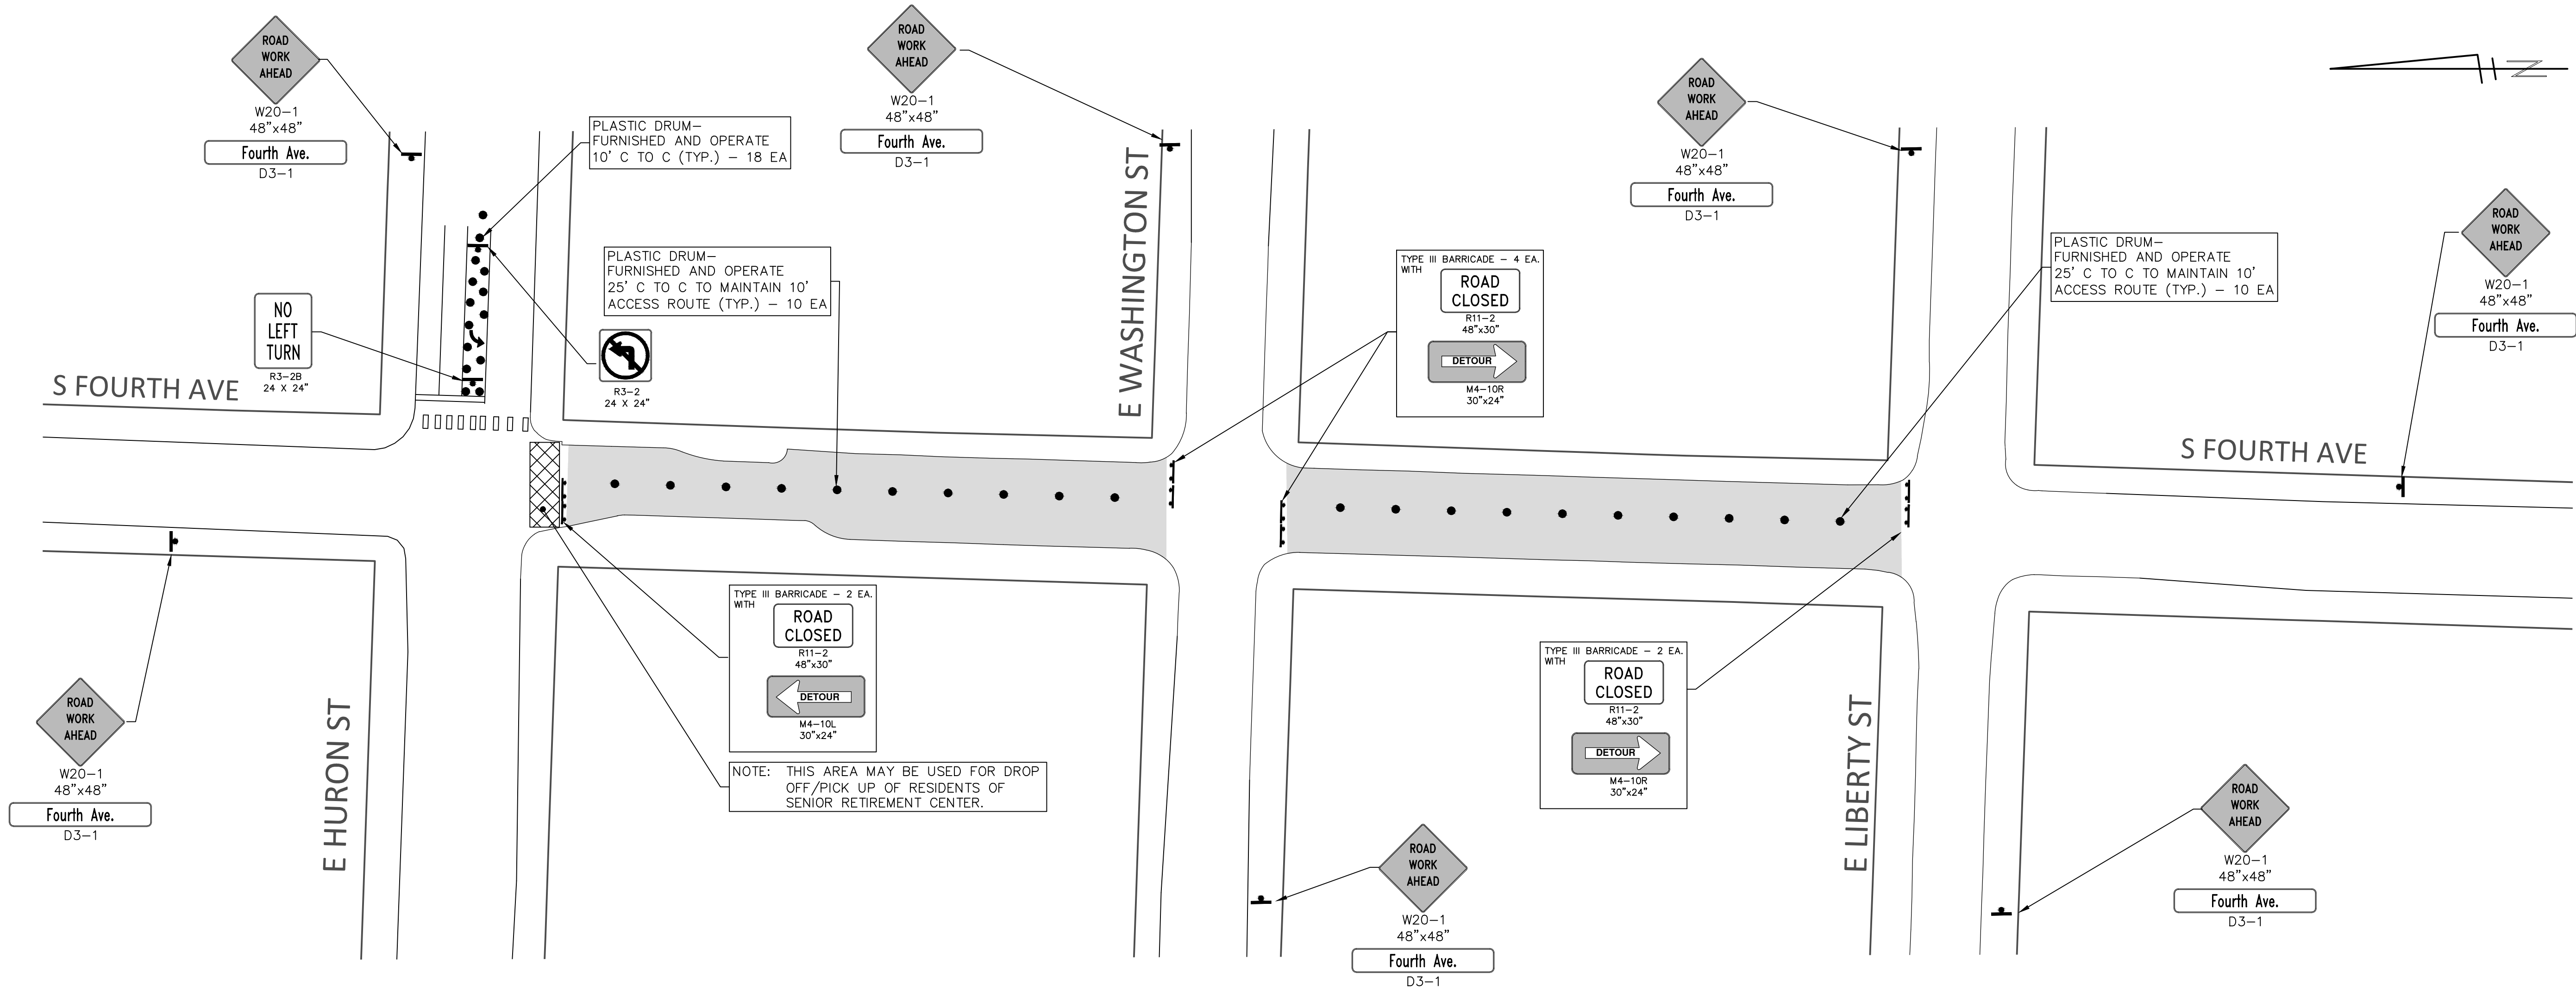 ROAD
WORK
AHEAD
W20-1
48"x48"
Fourth Ave.
D3-1
ROAD
WORK
AHEAD
W20-1
48"x48"
Fourth Ave.
D3-1
ROAD
WORK
AHEAD
W20-1
48"x48"
Fourth Ave.
D3-1
N
PLASTIC DRUM-
FURNISHED AND OPERATE
10' C TO C (TYP.) - 18 EA
PLASTIC DRUM-
FURNISHED AND OPERATE
25' C TO C TO MAINTAIN 10'
ACCESS ROUTE (TYP.) - 10 EA
NO
LEFT
TURN
R3-2B
24 X 24"
R3-2
24 X 24"
S FOURTH AVE
E WASHINGTON ST
TYPE III BARRICADE - 4 EA.
WITH
ROAD
CLOSED
R11-2
48"x30"
DETOUR
M4-10R
30"x24"
PLASTIC DRUM-
FURNISHED AND OPERATE
25' C TO C TO MAINTAIN 10'
ACCESS ROUTE (TYP.) - 10 EA
ROAD
WORK
AHEAD
W20-1
48"x48"
Fourth Ave.
D3-1
S FOURTH AVE
ROAD
WORK
AHEAD
W20-1
48"x48"
Fourth Ave.
D3-1
E HURON ST
TYPE III BARRICADE - 2 EA.
WITH
ROAD
CLOSED
R11-2
48"x30"
DETOUR
M4-10L
30"x24"
NOTE: THIS AREA MAY BE USED FOR DROP
OFF/PICK UP OF RESIDENTS OF
SENIOR RETIREMENT CENTER.
TYPE III BARRICADE - 2 EA.
WITH
ROAD
CLOSED
R11-2
48"x30"
DETOUR
M4-10R
30"x24"
E LIBERTY ST
ROAD
WORK
AHEAD
W20-1
48"x48"
Fourth Ave.
D3-1
ROAD
WORK
AHEAD
W20-1
48"x48"
Fourth Ave.
D3-1